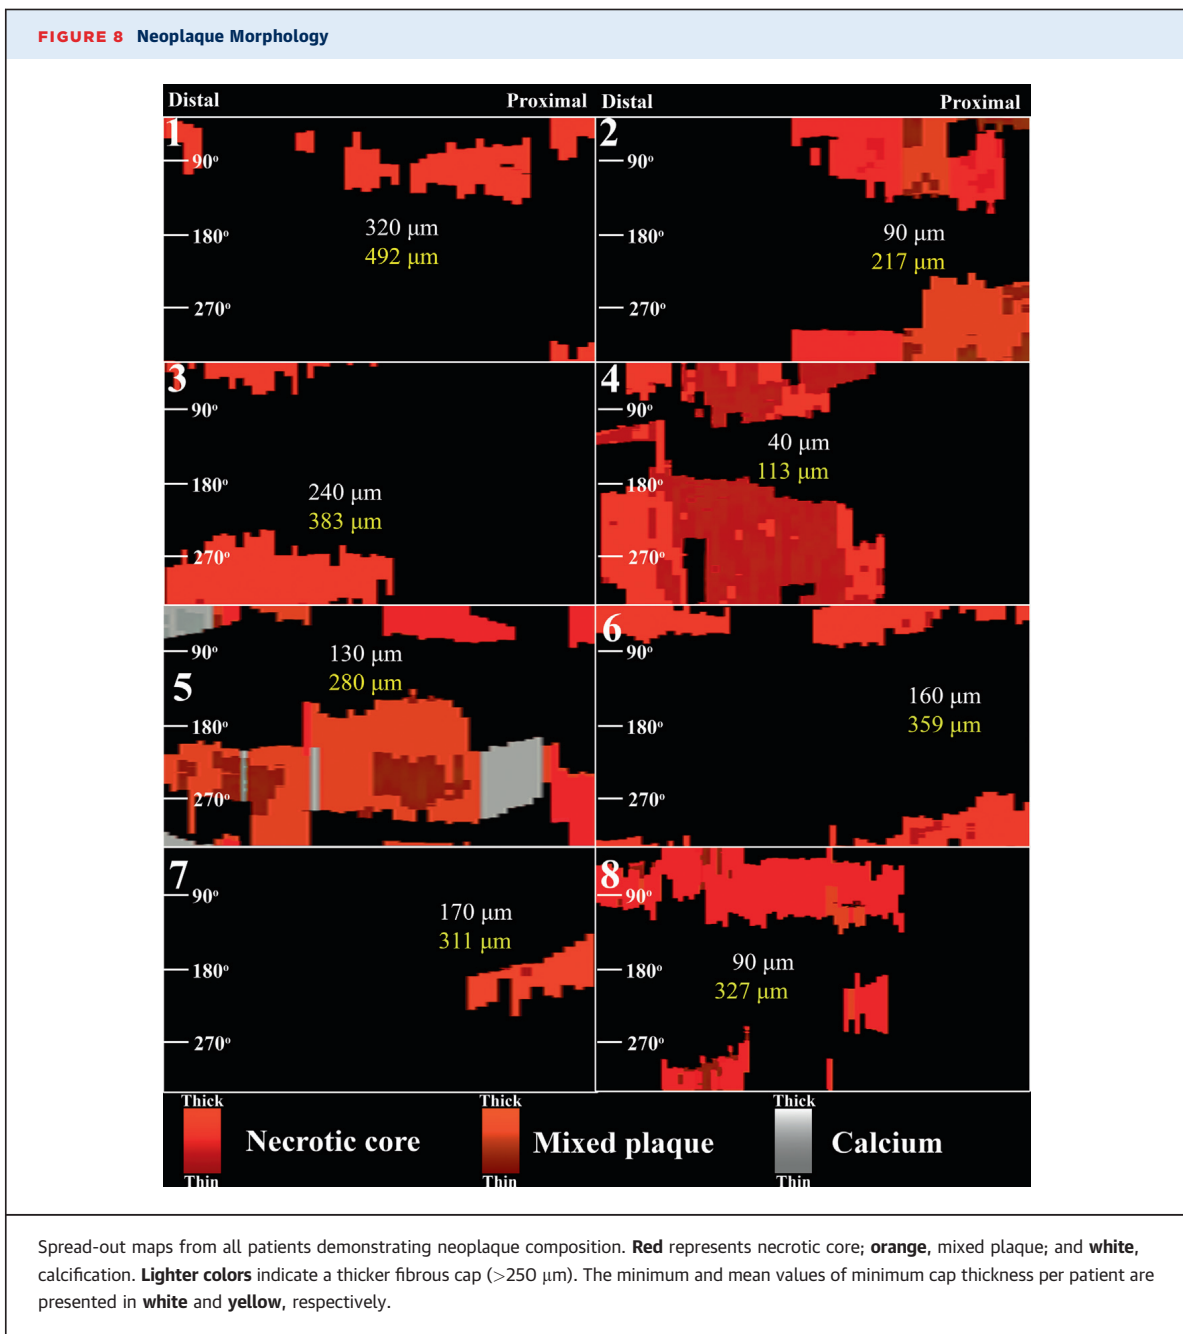 FIGURE 8 Neoplaque Morphology
Distal Proximal Distal Proximal
1
90°
180°
270°
320 μm
492 μm
2
90°
180°
270°
90 μm
217 μm
3
90°
180°
270°
240 μm
383 μm
4
90°
180°
270°
40 μm
113 μm
5
90°
180°
270°
130 μm
280 μm
6
90°
180°
270°
160 μm
359 μm
7
90°
180°
270°
170 μm
311 μm
8
90°
180°
270°
90 μm
327 μm
Thick Thick Thick
Necrotic core Mixed plaque Calcium
Thin Thin Thin
Spread-out maps from all patients demonstrating neoplaque composition. Red represents necrotic core; orange, mixed plaque; and white,
calcification. Lighter colors indicate a thicker fibrous cap (>250 μm). The minimum and mean values of minimum cap thickness per patient are
presented in white and yellow, respectively.